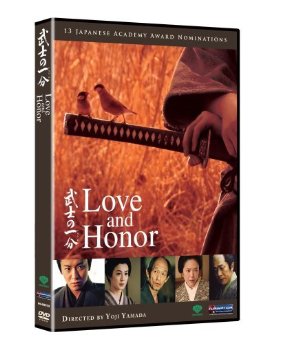 13 JAPANESE ACADEMY AWARD NOMINATIONS
武士の一分
Love
and
Honor
DIRECTED BY YOJI YAMADA
武士の一分
Love and
Honor
DVD